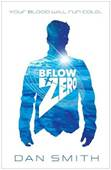 YOUR BLOOD WILL RUN COLD.
BELOW
ZERO
DAN SMITH